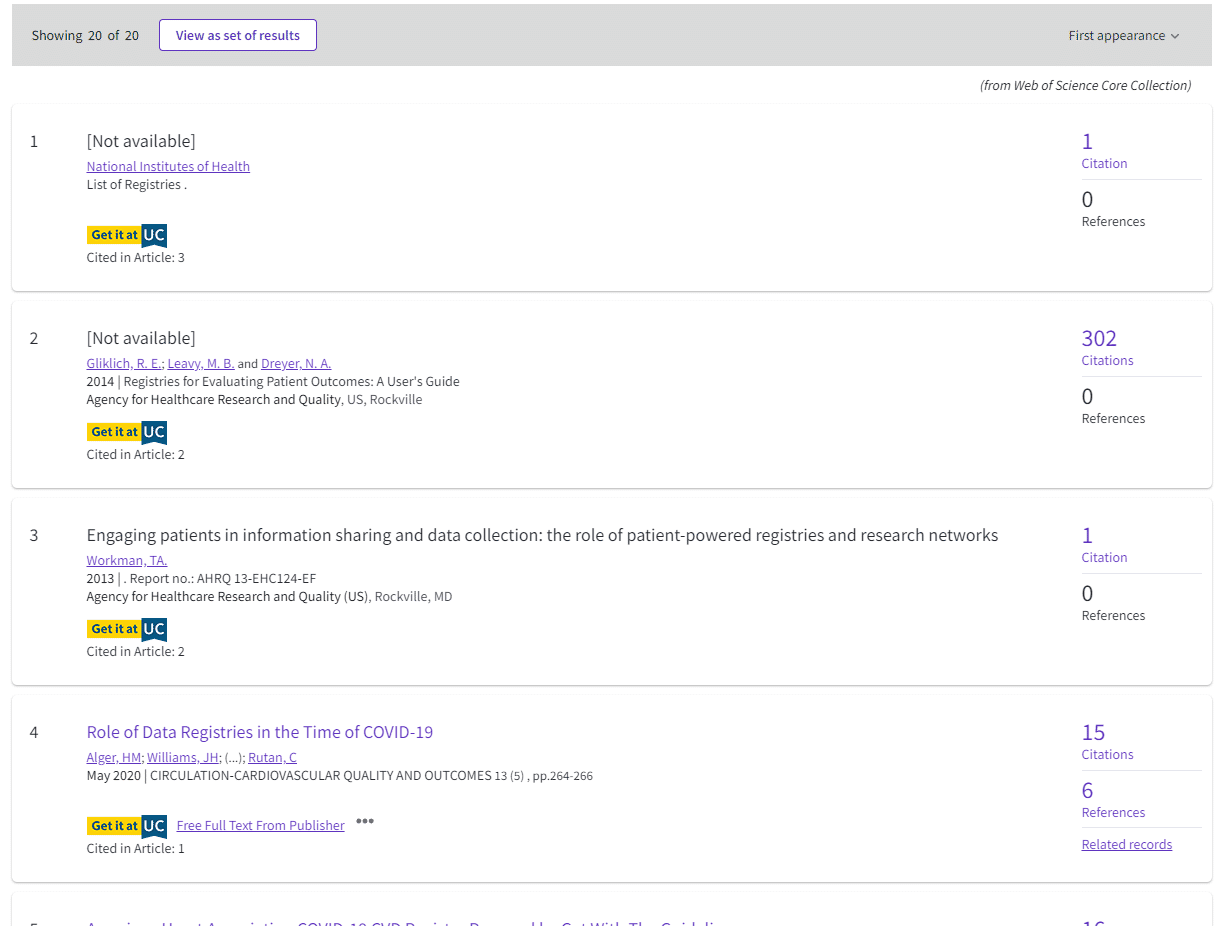 Showing 20 of 20 View as set of results First appearance
(from Web of Science Core Collection)
1 [Not available] 1
National Institutes of Health Citation
List of Registries .
0
References
Get it at UC
Cited in Article: 3
2 [Not available] 302
Gliklich, R. E.; Leavy, M. B. and Dreyer, N. A. Citations
2014 | Registries for Evaluating Patient Outcomes: A User's Guide
Agency for Healthcare Research and Quality, US, Rockville 0
References
Get it at UC
Cited in Article: 2
3 Engaging patients in information sharing and data collection: the role of patient-powered registries and research networks 1
Workman, TA. Citation
2013 | . Report no.: AHRQ 13-EHC124-EF
Agency for Healthcare Research and Quality (US), Rockville, MD 0
References
Get it at UC
Cited in Article: 2
4 Role of Data Registries in the Time of COVID-19 15
Alger, HM; Williams, JH; (...); Rutan, C Citations
May 2020 | CIRCULATION-CARDIOVASCULAR QUALITY AND OUTCOMES 13 (5) , pp.264-266
6
References
Get it at UC Free Full Text From Publisher •••
Related records
Cited in Article: 1